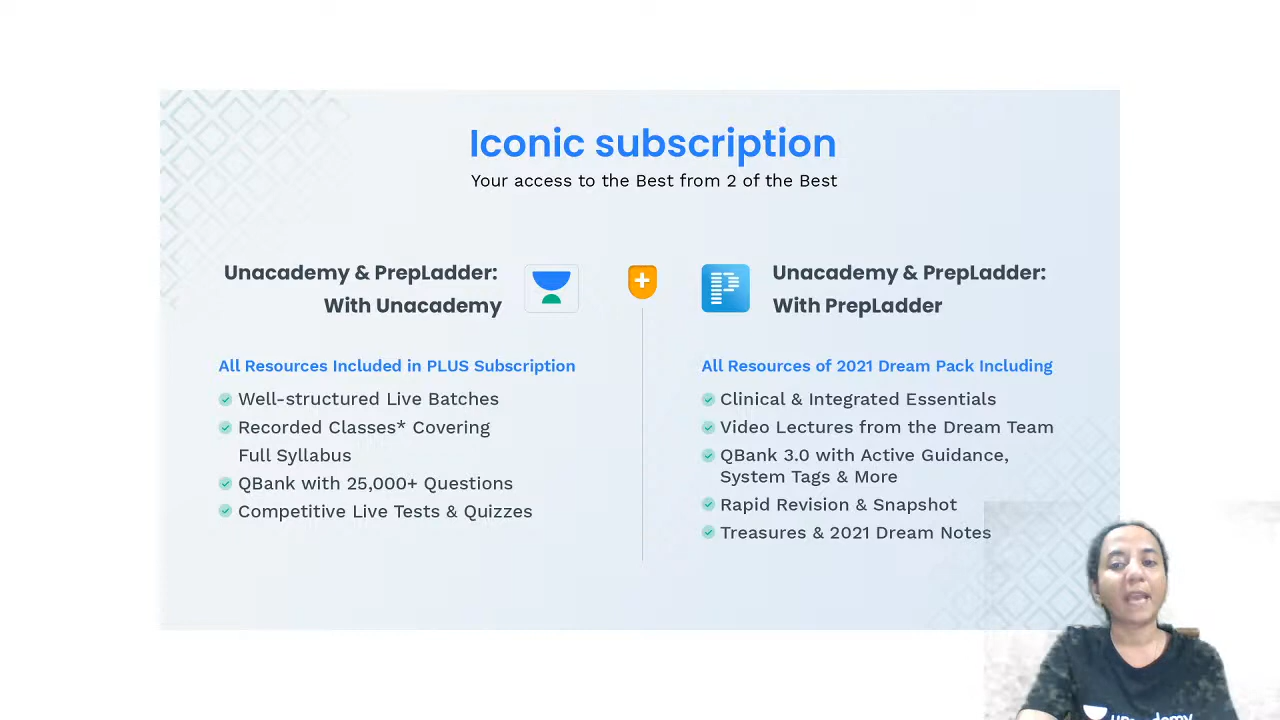 Iconic subscription
Your access to the Best from 2 of the Best
Unacademy & PrepLadder:
With Unacademy
Unacademy & PrepLadder:
With PrepLadder
All Resources Included in PLUS Subscription
Well-structured Live Batches
Recorded Classes* Covering
Full Syllabus
QBank with 25,000+ Questions
Competitive Live Tests & Quizzes
All Resources of 2021 Dream Pack Including
Clinical & Integrated Essentials
Video Lectures from the Dream Team
QBank 3.0 with Active Guidance,
System Tags & More
Rapid Revision & Snapshot
Treasures & 2021 Dream Notes